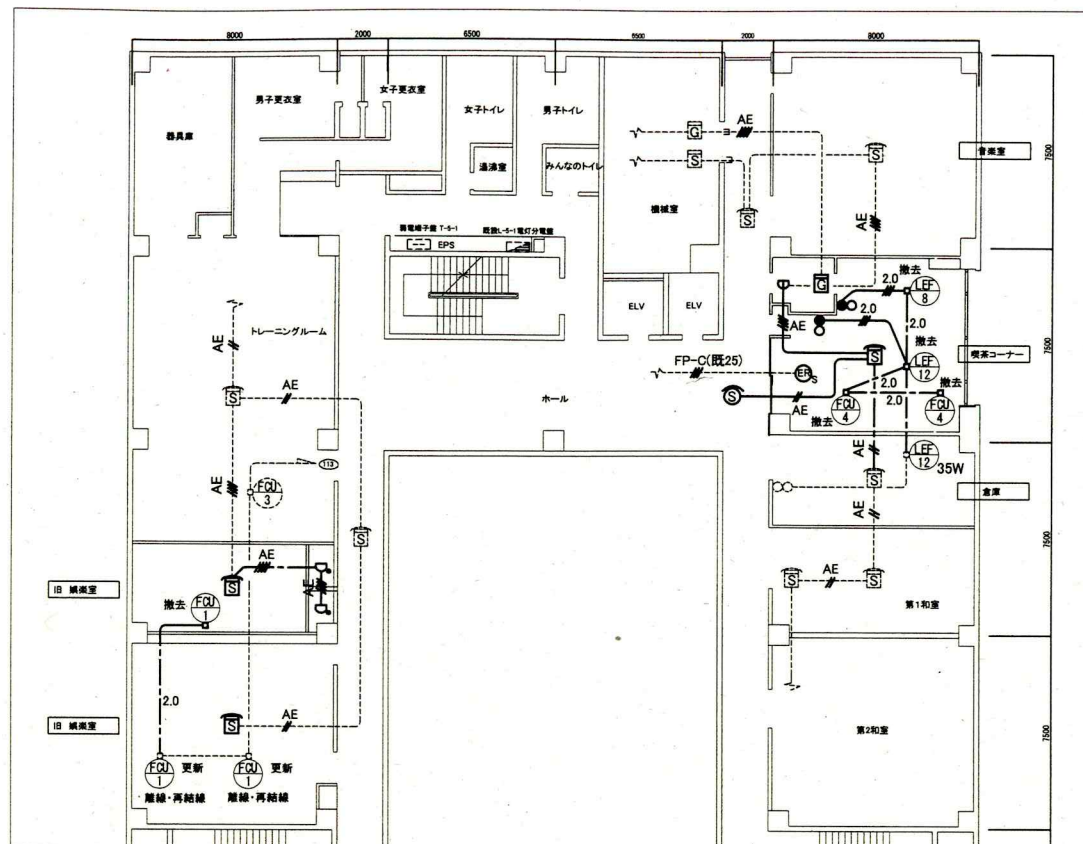 8000
2000
6500
6500
2000
8000
男子更衣室
女子更衣室
女子トイレ
男子トイレ
器具庫
湯沸室
みんなのトイレ
機械室
G
AE
S
S
S
音楽室
7500
弱電端子盤 T-5-1
既設L-5-1電灯分電盤
EPS
AE
ELV
ELV
トレーニングルーム
AE
S
AE
G
撤去
2.0
LEF
8
2.0
2.0
AE
撤去
喫茶コーナー
7500
S
LEF
12
FP-C(既25)
ER
S
ホール
S
AE
2.0
2.0
撤去
FCU
4
撤去
FCU
4
AE
LEF
12
35W
S
倉庫
AE
113
FCU
3
AE
S
AE
7500
旧 娯楽室
AE
S
AE
撤去
FCU
1
S
AE
S
第1和室
2.0
旧 娯楽室
S
AE
第2和室
7500
FCU
1
更新
FCU
1
更新
離線・再結線
離線・再結線